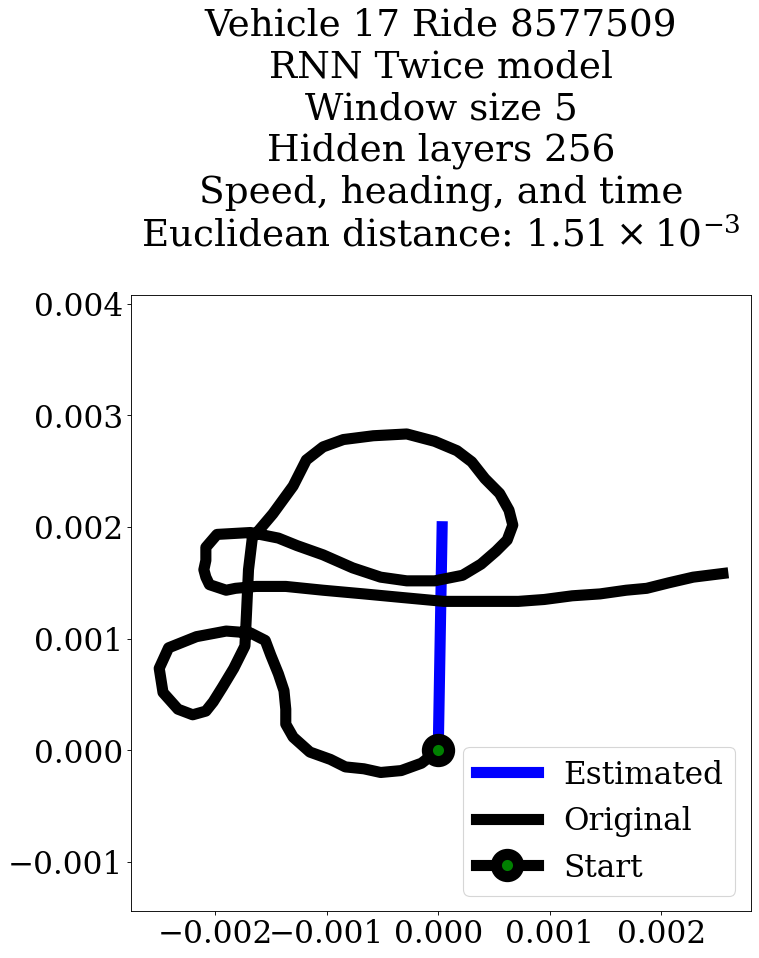 Vehicle 17 Ride 8577509
RNN Twice model
Window size 5
Hidden layers 256
Speed, heading, and time
Euclidean distance: 1.51 × 10⁻³
0.004
0.003
0.002
0.001
0.000
−0.001
Estimated
Original
Start
−0.002 −0.001 0.000 0.001 0.002